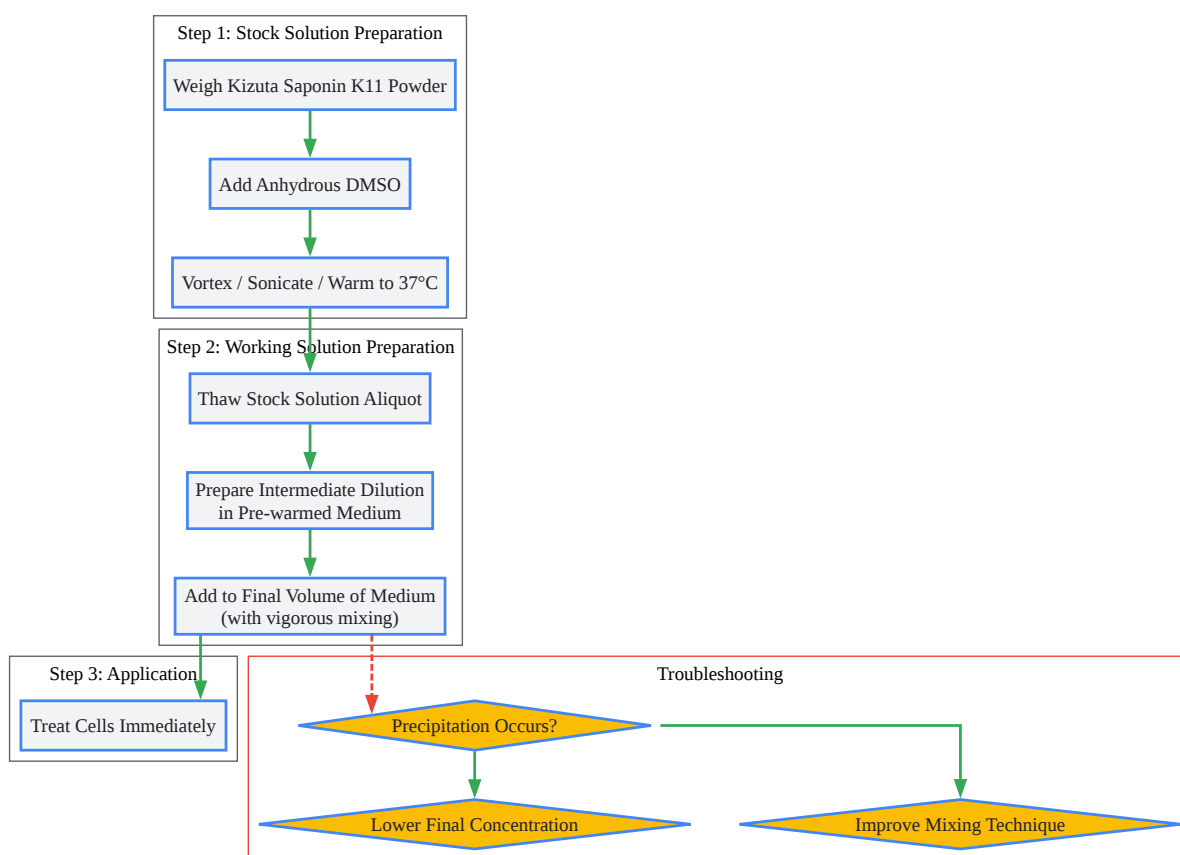 Step 1: Stock Solution Preparation
Weigh Kizuta Saponin K11 Powder
Add Anhydrous DMSO
Vortex / Sonicate / Warm to 37°C
Step 2: Working Solution Preparation
Thaw Stock Solution Aliquot
Prepare Intermediate Dilution
in Pre-warmed Medium
Add to Final Volume of Medium
(with vigorous mixing)
Step 3: Application
Treat Cells Immediately
Troubleshooting
Precipitation Occurs?
Lower Final Concentration
Improve Mixing Technique